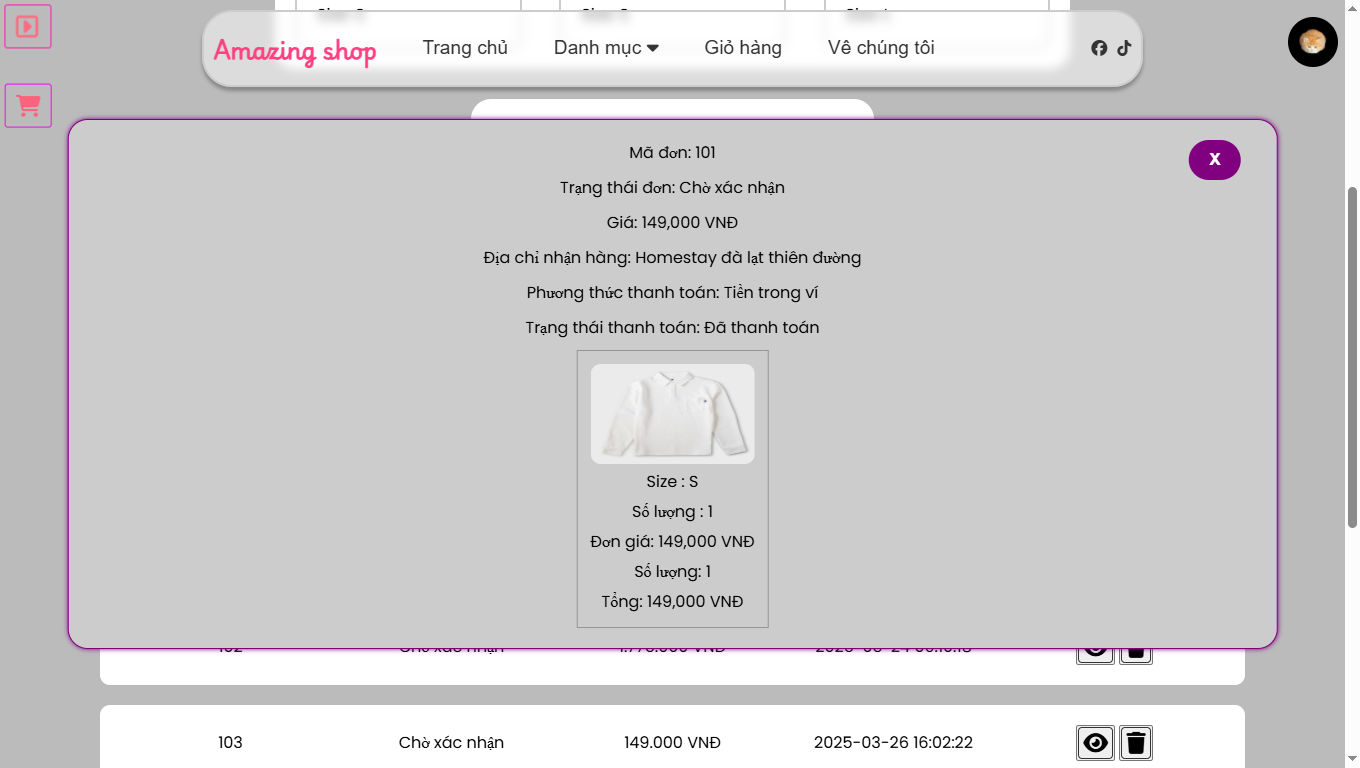 Amazing shop
Trang chủ
Danh mục
Giỏ hàng
Vê chúng tôi
X
Mã đơn: 101
Trạng thái đơn: Chờ xác nhận
Giá: 149,000 VNĐ
Địa chỉ nhận hàng: Homestay đà lạt thiên đường
Phương thức thanh toán: Tiền trong ví
Trạng thái thanh toán: Đã thanh toán
Size : S
Số lượng : 1
Đơn giá: 149,000 VNĐ
Số lượng: 1
Tổng: 149,000 VNĐ
103 Chờ xác nhận 149.000 VNĐ 2025-03-26 16:02:22